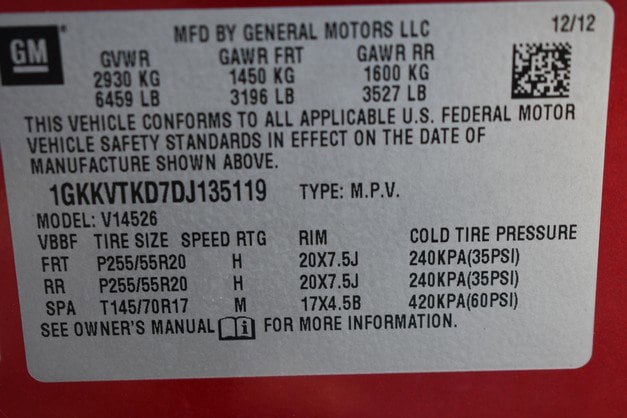 GM
MFD BY GENERAL MOTORS LLC 12/12
GVWR GAWR FRT GAWR RR
2930 KG 1450 KG 1600 KG
6459 LB 3196 LB 3527 LB
THIS VEHICLE CONFORMS TO ALL APPLICABLE U.S. FEDERAL MOTOR
VEHICLE SAFETY STANDARDS IN EFFECT ON THE DATE OF
MANUFACTURE SHOWN ABOVE.
1GKKVTKD7DJ135119 TYPE: M.P.V.
MODEL: V14526
VBBF TIRE SIZE SPEED RTG RIM COLD TIRE PRESSURE
FRT P255/55R20 H 20X7.5J 240KPA(35PSI)
RR P255/55R20 H 20X7.5J 240KPA(35PSI)
SPA T145/70R17 M 17X4.5B 420KPA(60PSI)
SEE OWNER'S MANUAL FOR MORE INFORMATION.